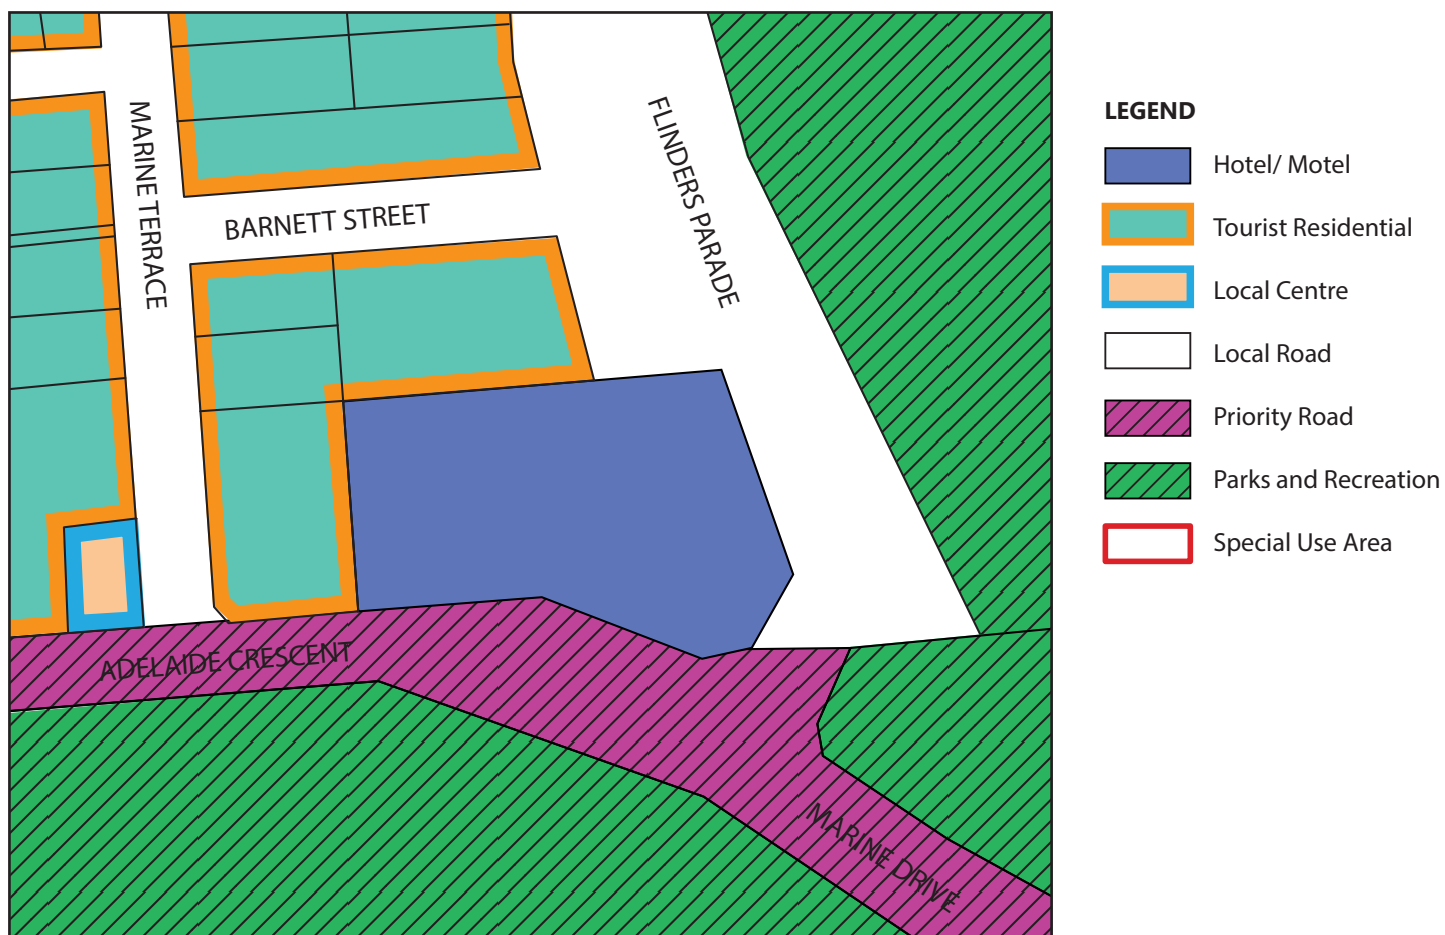 MARINE TERRACE
BARNETT STREET
FLINDERS PARADE
ADELAIDE CRESCENT
MARINE DRIVE
LEGEND
Hotel/ Motel
Tourist Residential
Local Centre
Local Road
Priority Road
Parks and Recreation
Special Use Area